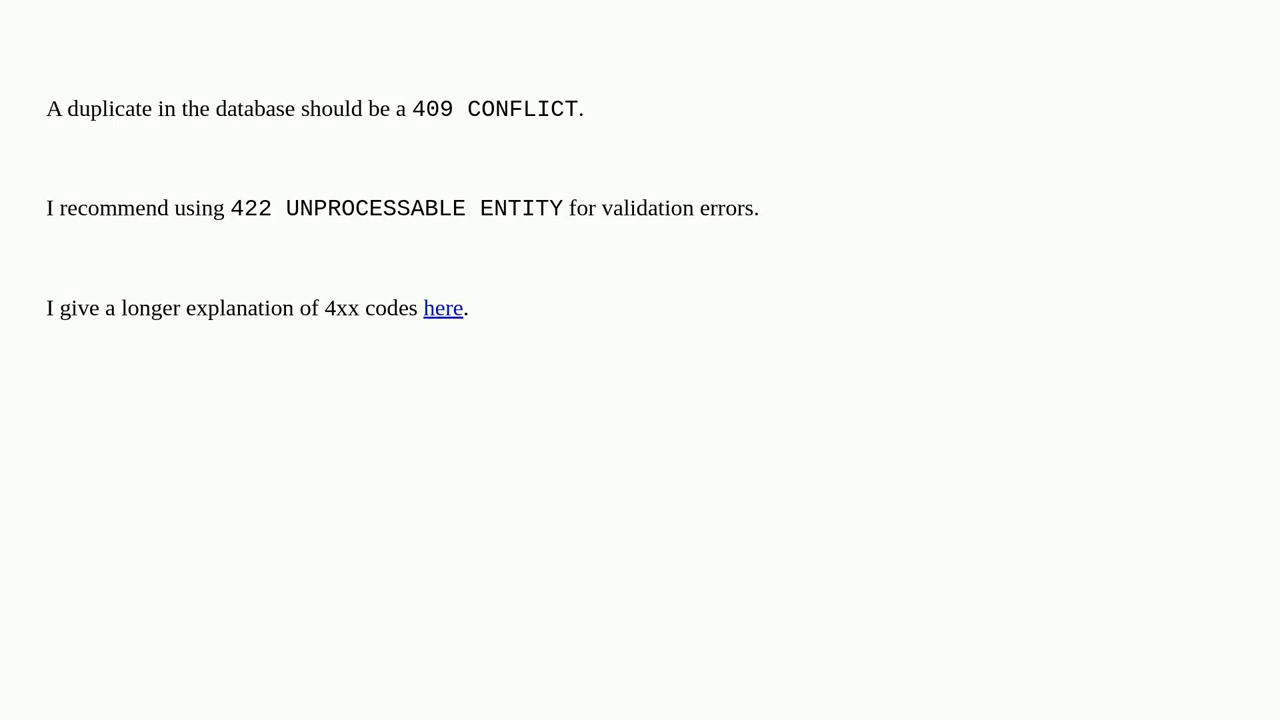 A duplicate in the database should be a 409 CONFLICT.
I recommend using 422 UNPROCESSABLE ENTITY for validation errors.
I give a longer explanation of 4xx codes here.